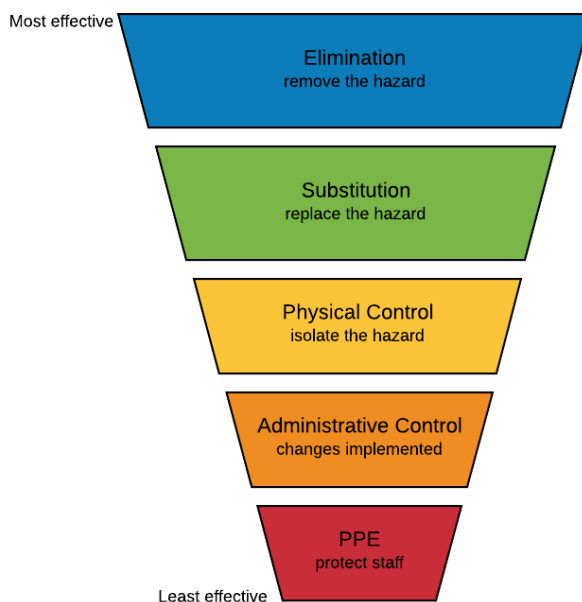 Most effective
Elimination
remove the hazard
Substitution
replace the hazard
Physical Control
isolate the hazard
Administrative Control
changes implemented
PPE
protect staff
Least effective